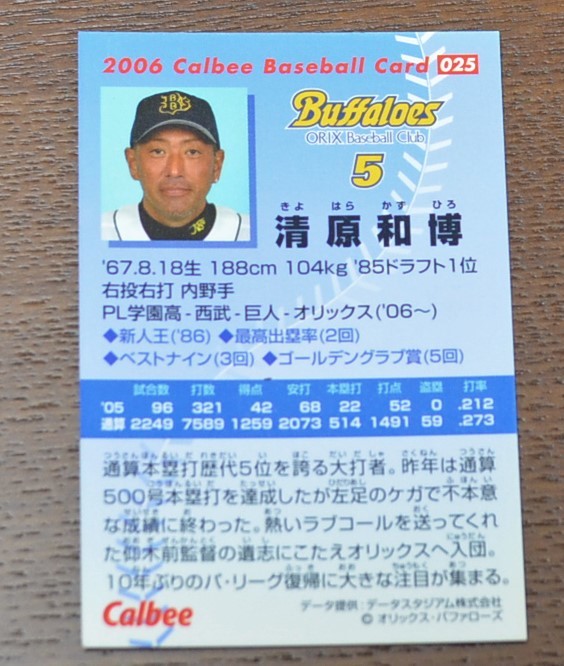 2006 Calbee Baseball Card 025
Buffaloes
ORIX Baseball Club
5
きよ はら かず ひろ
清原和博
'67.8.18生 188cm 104kg '85ドラフト1位
右投右打 内野手
PL学園高-西武-巨人-オリックス('06~)
◆新人王('86) ◆最高出塁率(2回)
◆ベストナイン(3回) ◆ゴールデングラブ賞(5回)
試合数 打数 得点 安打 本塁打 打点 盗塁 打率
'05 96 321 42 68 22 52 0 .212
通算 2249 7589 1259 2073 514 1491 59 .273
通算本塁打歴代5位を誇る大打者。昨年は通算
500号本塁打を達成したが左足のケガで不本意
な成績に終わった。熱いラブコールを送ってくれ
た仰木前監督の遺志にこたえオリックスへ入団。
10年ぶりのパ・リーグ復帰に大きな注目が集まる。
Calbee
データ提供:データスタジアム株式会社
© オリックス・バファローズ